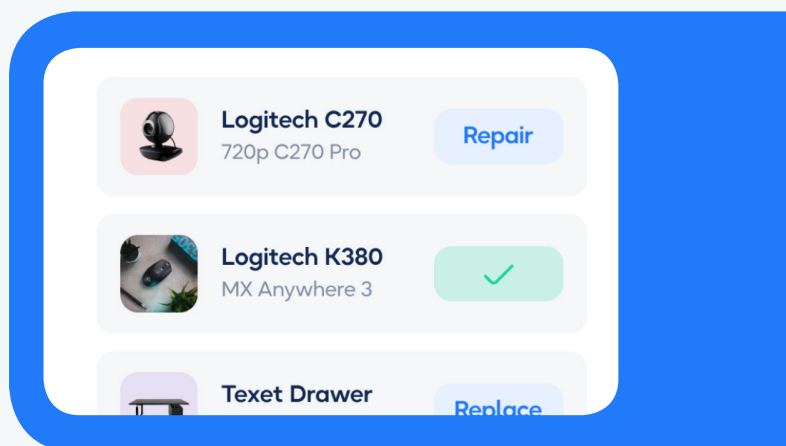 Logitech C270
720p C270 Pro
Repair
Logitech K380
MX Anywhere 3
Texet Drawer
Replace